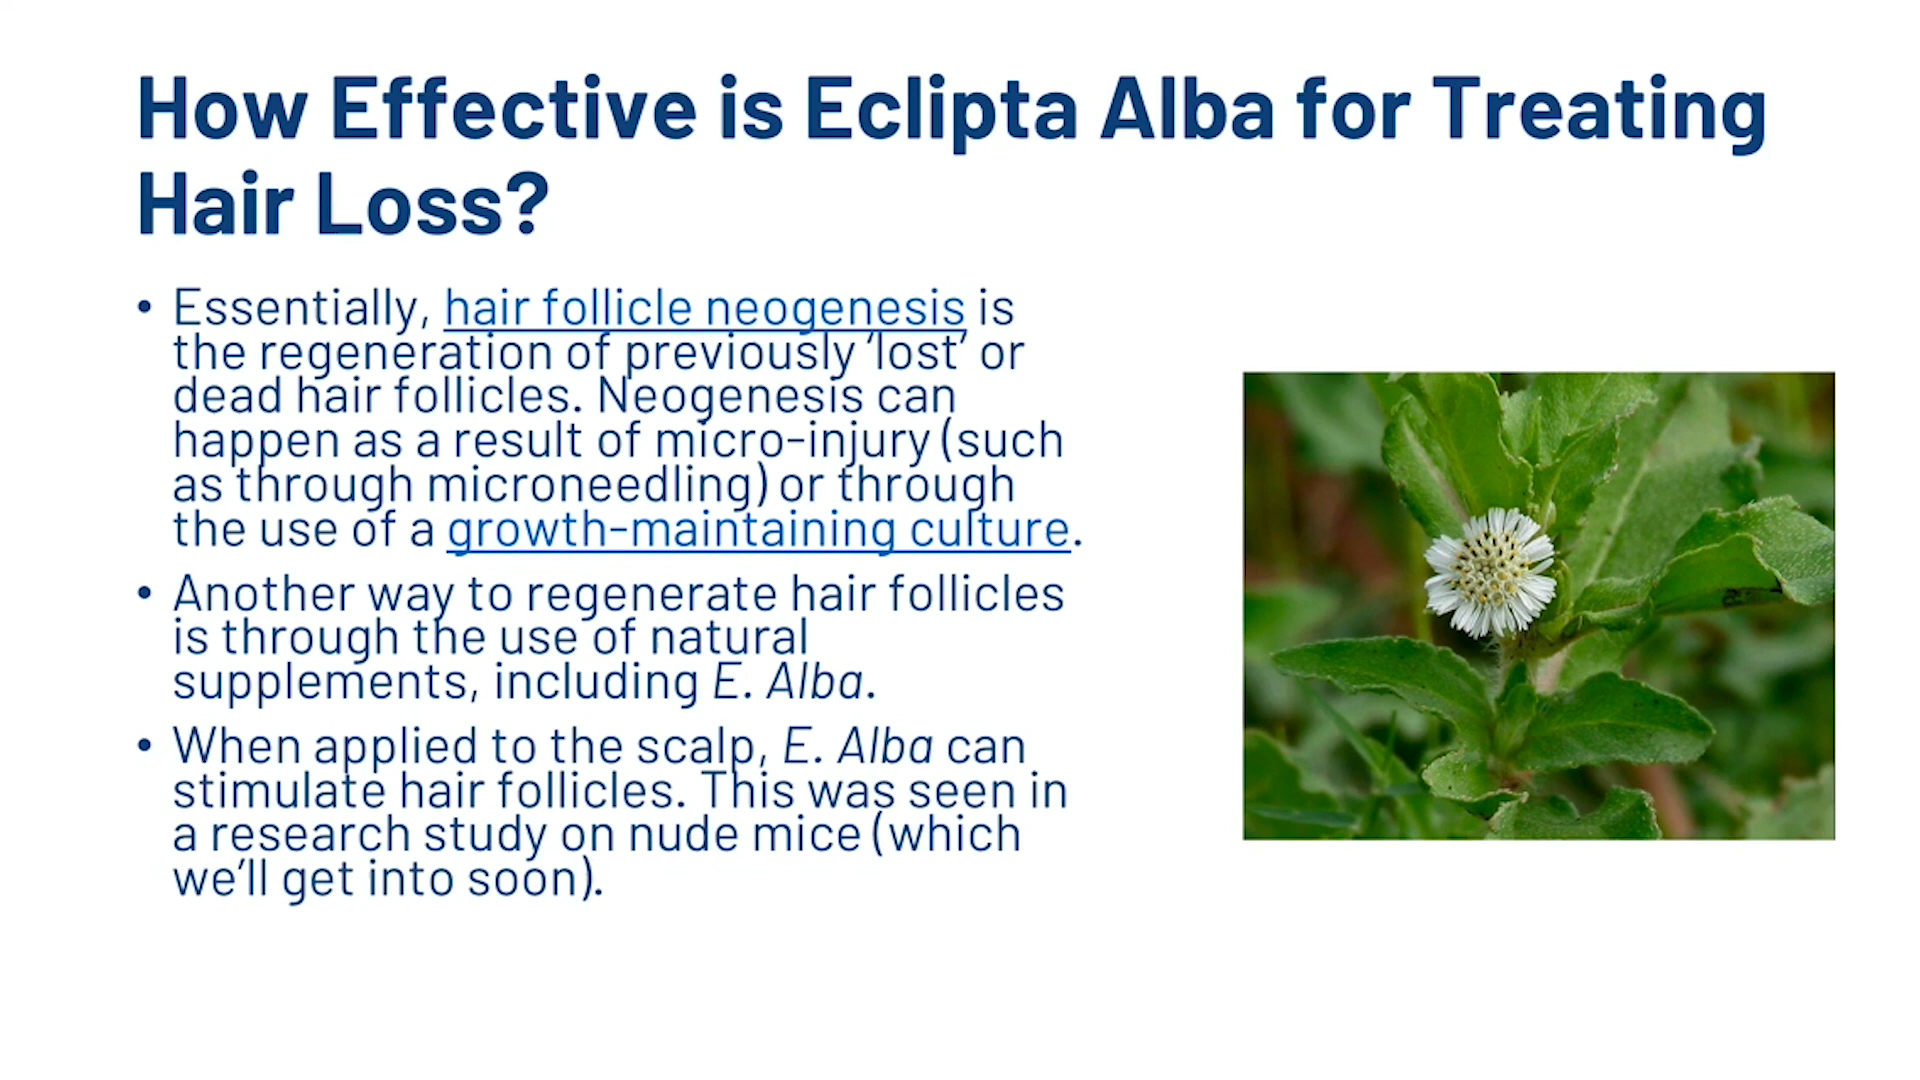 How Effective is Eclipta Alba for Treating
Hair Loss?
• Essentially, hair follicle neogenesis is
the regeneration of previously ‘lost’ or
dead hair follicles. Neogenesis can
happen as a result of micro-injury (such
as through microneedling) or through
the use of a growth-maintaining culture.
• Another way to regenerate hair follicles
is through the use of natural
supplements, including E. Alba.
• When applied to the scalp, E. Alba can
stimulate hair follicles. This was seen in
a research study on nude mice (which
we’ll get into soon).